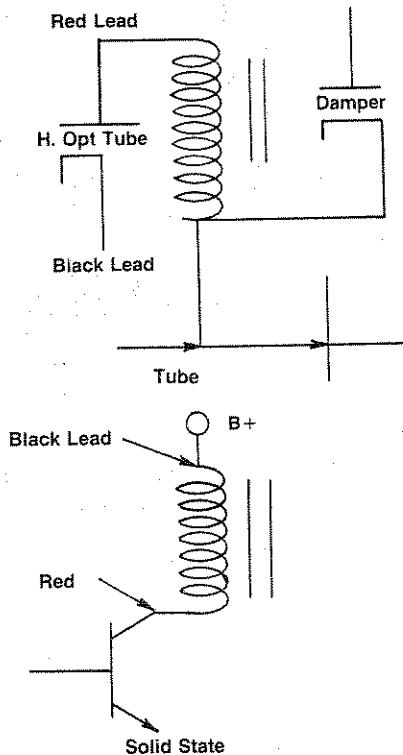 Red Lead
Damper
H. Opt Tube
Black Lead
Tube
B+
Black Lead
Red
Solid State